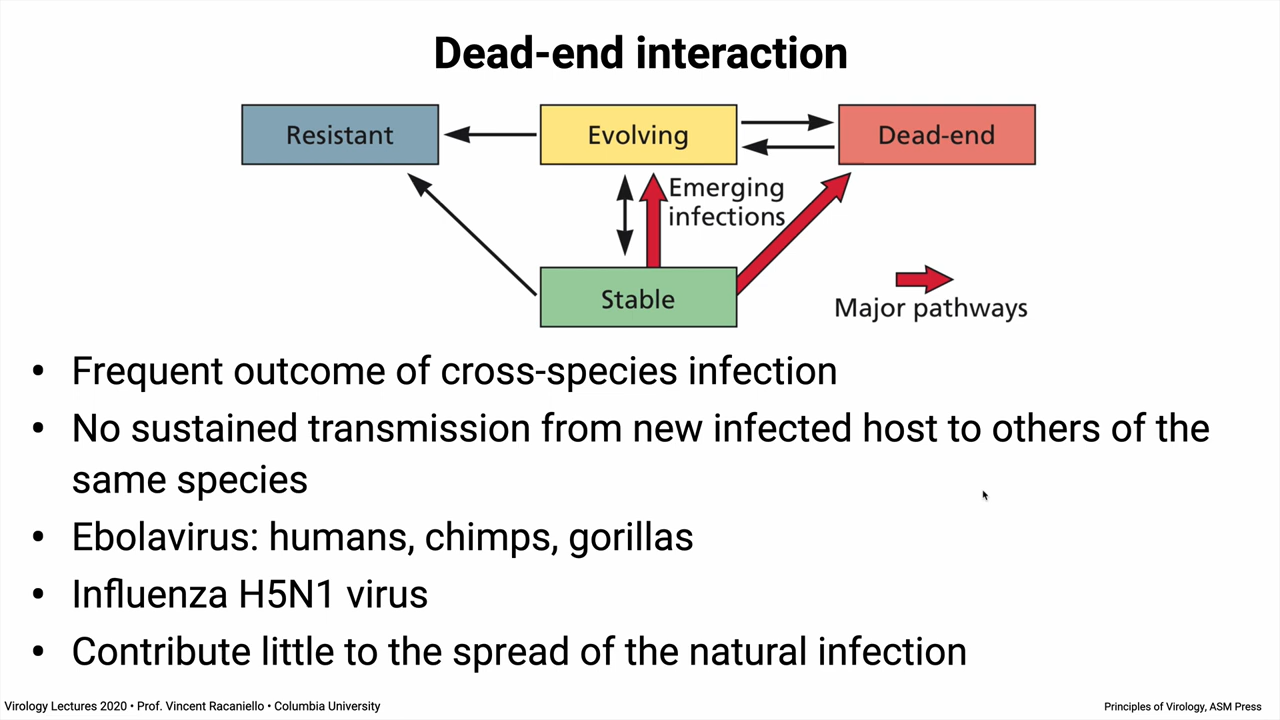 Dead-end interaction
Resistant
Evolving
Dead-end
Emerging
infections
Stable
Major pathways
• Frequent outcome of cross-species infection
• No sustained transmission from new infected host to others of the
same species
• Ebolavirus: humans, chimps, gorillas
• Influenza H5N1 virus
• Contribute little to the spread of the natural infection
Virology Lectures 2020 • Prof. Vincent Racaniello • Columbia University
Principles of Virology, ASM Press